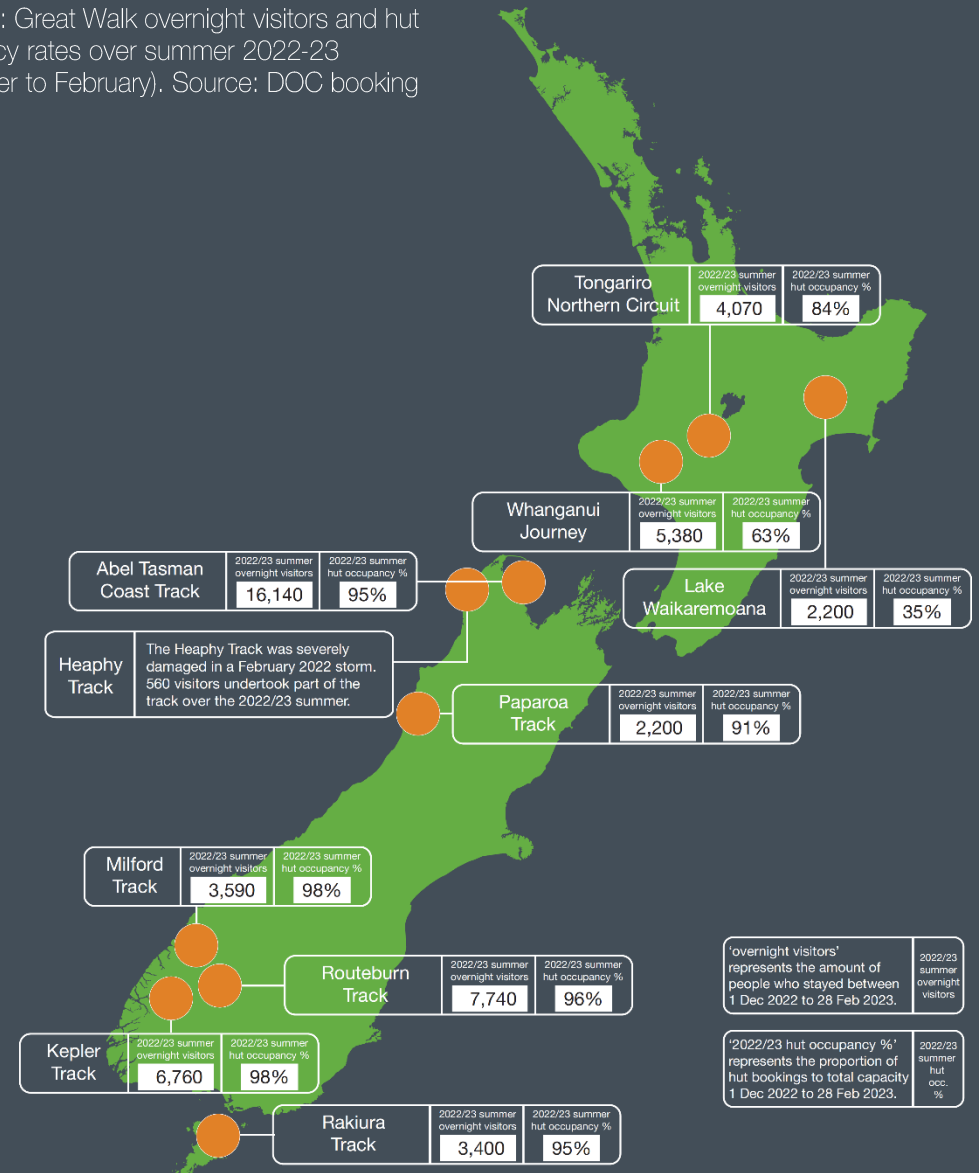 : Great Walk overnight visitors and hut
cy rates over summer 2022-23
er to February). Source: DOC booking
Tongariro
Northern Circuit
2022/23 summer
overnight visitors
4,070
2022/23 summer
hut occupancy %
84%
Whanganui
Journey
2022/23 summer
overnight visitors
5,380
2022/23 summer
hut occupancy %
63%
Abel Tasman
Coast Track
2022/23 summer
overnight visitors
16,140
2022/23 summer
hut occupancy %
95%
Lake
Waikaremoana
2022/23 summer
overnight visitors
2,200
2022/23 summer
hut occupancy %
35%
Heaphy
Track
The Heaphy Track was severely
damaged in a February 2022 storm.
560 visitors undertook part of the
track over the 2022/23 summer.
Paparoa
Track
2022/23 summer
overnight visitors
2,200
2022/23 summer
hut occupancy %
91%
Milford
Track
2022/23 summer
overnight visitors
3,590
2022/23 summer
hut occupancy %
98%
Routeburn
Track
2022/23 summer
overnight visitors
7,740
2022/23 summer
hut occupancy %
96%
'overnight visitors'
represents the amount of
people who stayed between
1 Dec 2022 to 28 Feb 2023.
2022/23
summer
overnight
visitors
Kepler
Track
2022/23 summer
overnight visitors
6,760
2022/23 summer
hut occupancy %
98%
'2022/23 hut occupancy %'
represents the proportion of
hut bookings to total capacity
1 Dec 2022 to 28 Feb 2023.
2022/23
summer
hut
occ.
%
Rakiura
Track
2022/23 summer
overnight visitors
3,400
2022/23 summer
hut occupancy %
95%